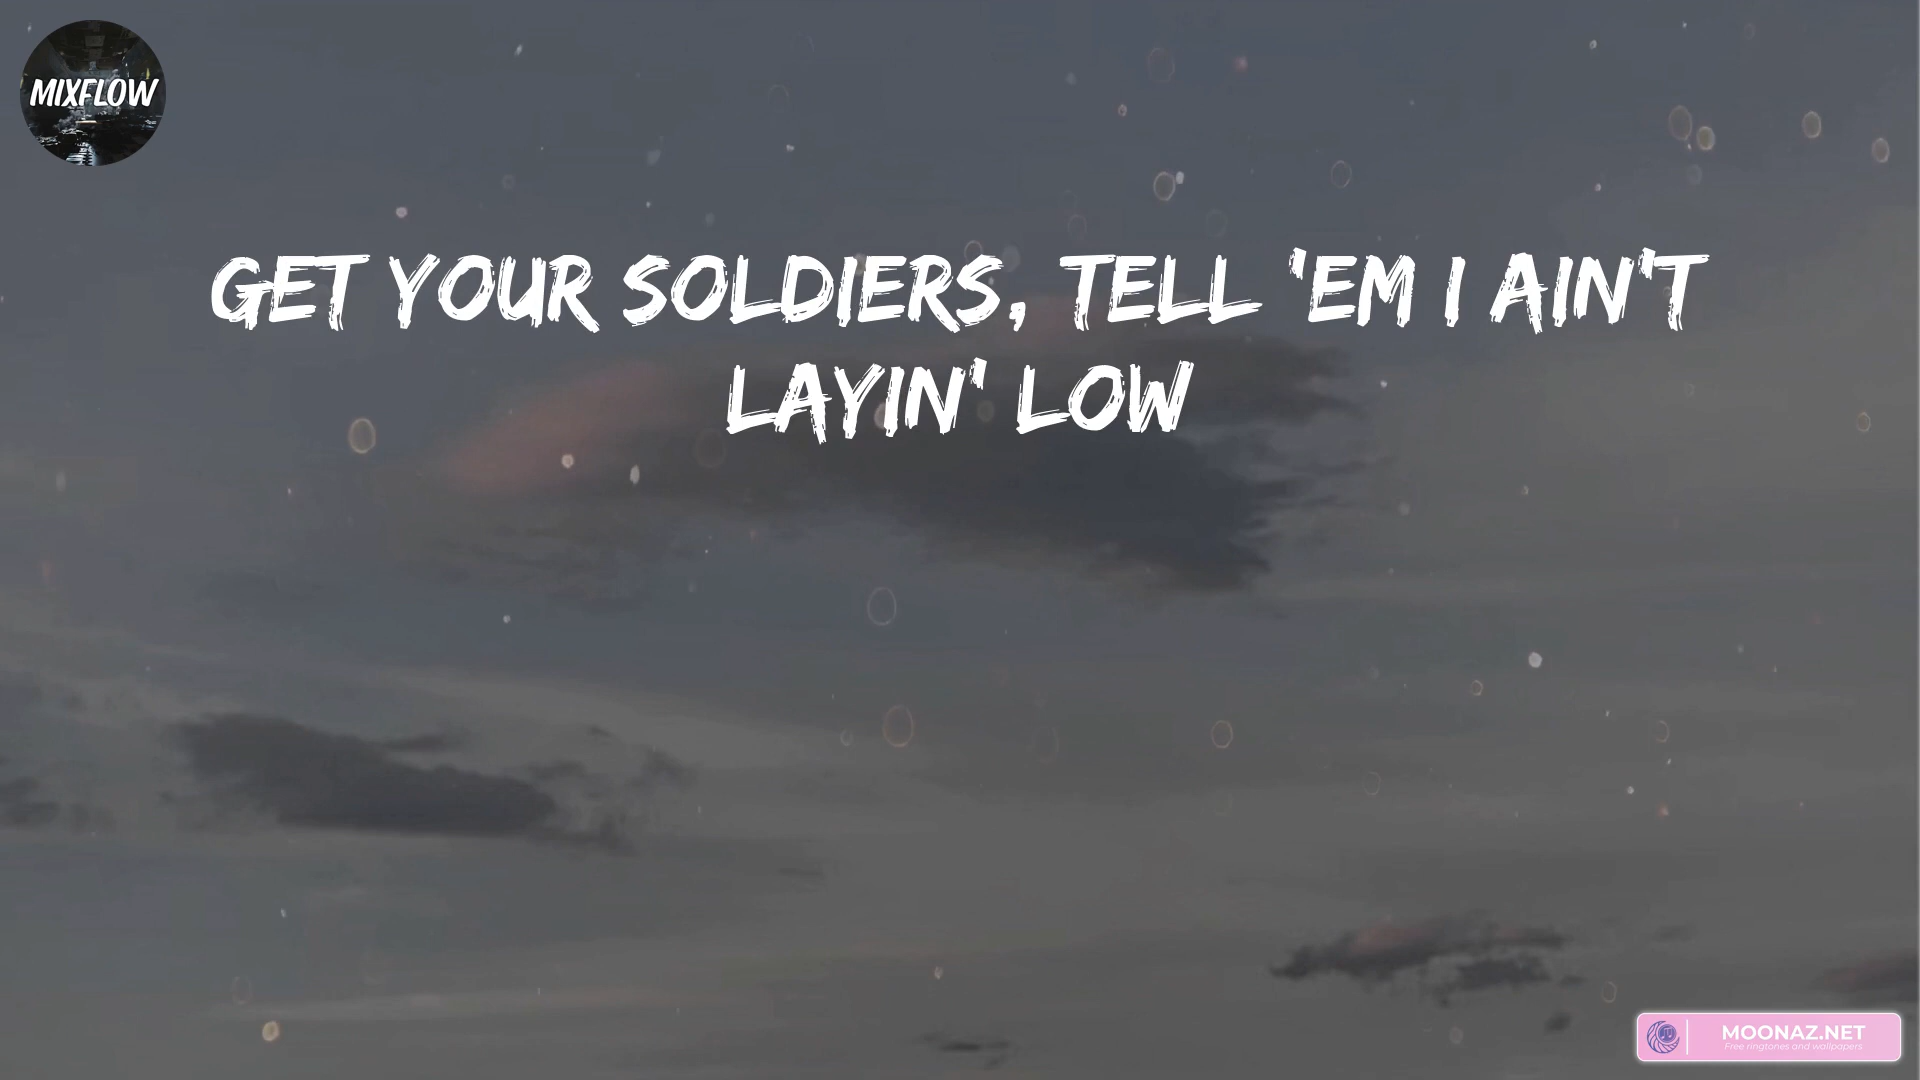 MIXFLOW
GET YOUR SOLDIERS, TELL 'EM I AIN'T
LAYIN' LOW
MOONAZ.NET
Free ringtones and wallpapers